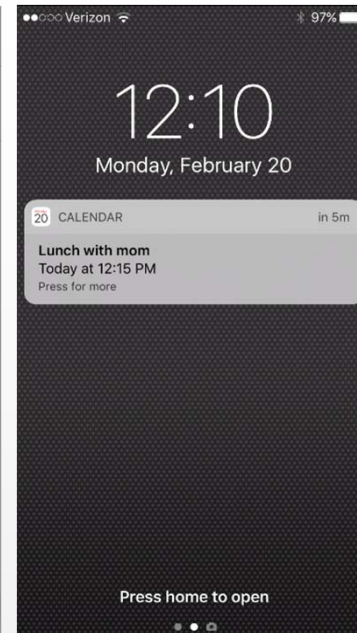 Verizon 97%
12:10
Monday, February 20
20 CALENDAR in 5m
Lunch with mom
Today at 12:15 PM
Press for more
Press home to open